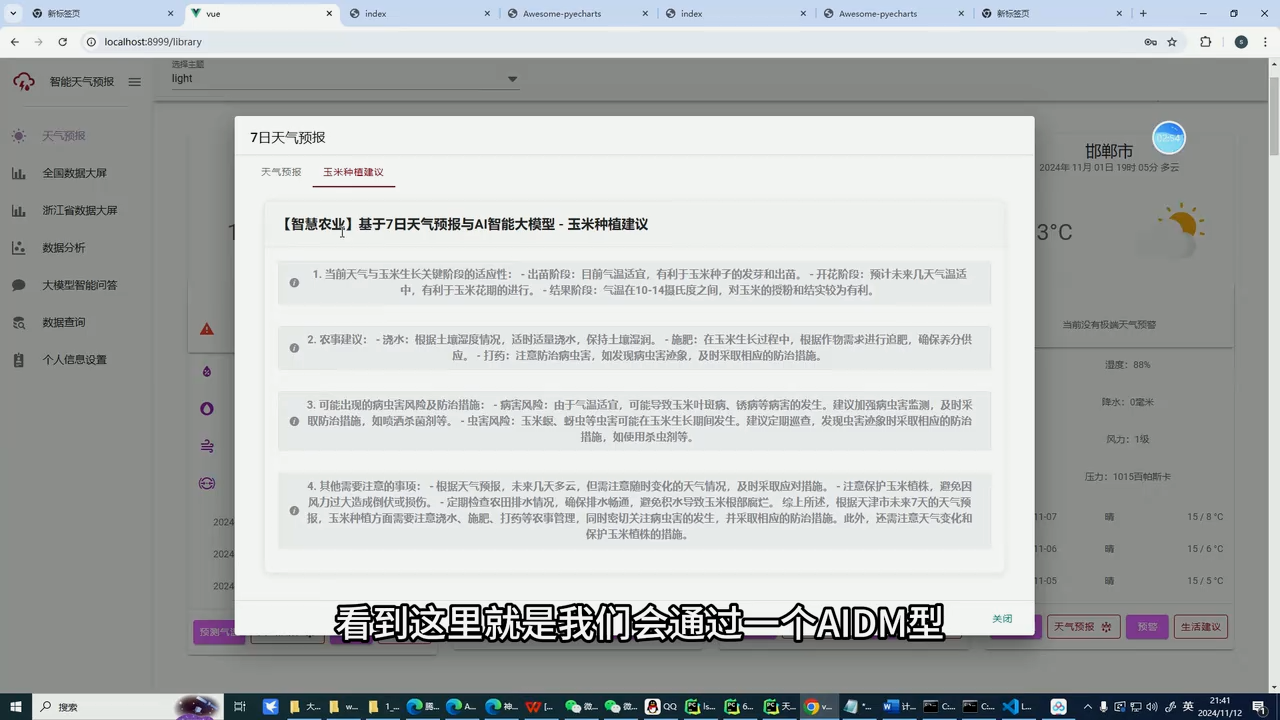 新标签页
vue
index
Awesome-pyecharts
index
Awesome-pyecharts
新标签页
localhost:8999/library
智能天气预报
选择主题
light
天气预报
全国数据大屏
浙江省数据大屏
数据分析
大模型智能问答
数据查询
个人信息设置
7日天气预报
天气预报
玉米种植建议
【智慧农业】基于7日天气预报与AI智能大模型 - 玉米种植建议
1. 当前天气与玉米生长关键阶段的适应性： - 出苗阶段：目前气温适宜，有利于玉米种子的发芽和出苗。 - 开花阶段：预计未来几天气温适
中，有利于玉米花期的进行。 - 结果阶段：气温在10-14摄氏度之间，对玉米的授粉和结实较为有利。
2. 农事建议： - 浇水：根据土壤湿度情况，适时适量浇水，保持土壤湿润。 - 施肥：在玉米生长过程中，根据作物需求进行追肥，确保养分供
应。 - 打药：注意防治病虫害，如发现病虫害迹象，及时采取相应的防治措施。
3. 可能出现的病虫害风险及防治措施： - 病害风险：由于气温适宜，可能导致玉米叶斑病、锈病等病害的发生。建议加强病虫害监测，及时采
取防治措施，如喷洒杀菌剂等。 - 虫害风险：玉米螟、蚜虫等虫害可能在玉米生长期间发生。建议定期巡查，发现虫害迹象时采取相应的防治
措施，如使用杀虫剂等。
4. 其他需要注意的事项： - 根据天气预报，未来几天多云，但需注意随时变化的天气情况，及时采取应对措施。 - 注意保护玉米植株，避免因
风力过大造成倒伏或损伤。 - 定期检查农田排水情况，确保排水畅通，避免积水导致玉米根部腐烂。 综上所述，根据天津市未来7天的天气预
报，玉米种植方面需要注意浇水、施肥、打药等农事管理，同时密切关注病虫害的发生，并采取相应的防治措施。此外，还需注意天气变化和
保护玉米植株的措施。
关闭
02:54
邯郸市
2024年 11月 01日 19时 05分 多云
3°C
当前没有极端天气预警
湿度：88%
降水：0毫米
风力：1级
压力：1015百帕斯卡
2024
2024
2024
11-07 晴 15 / 8 °C
11-06 晴 15 / 6 °C
11-05 晴 15 / 5 °C
预测气
天气预报
预警
生活建议
看到这里就是我们会通过一个AIDM型
搜索
英
21:41
2024/11/12